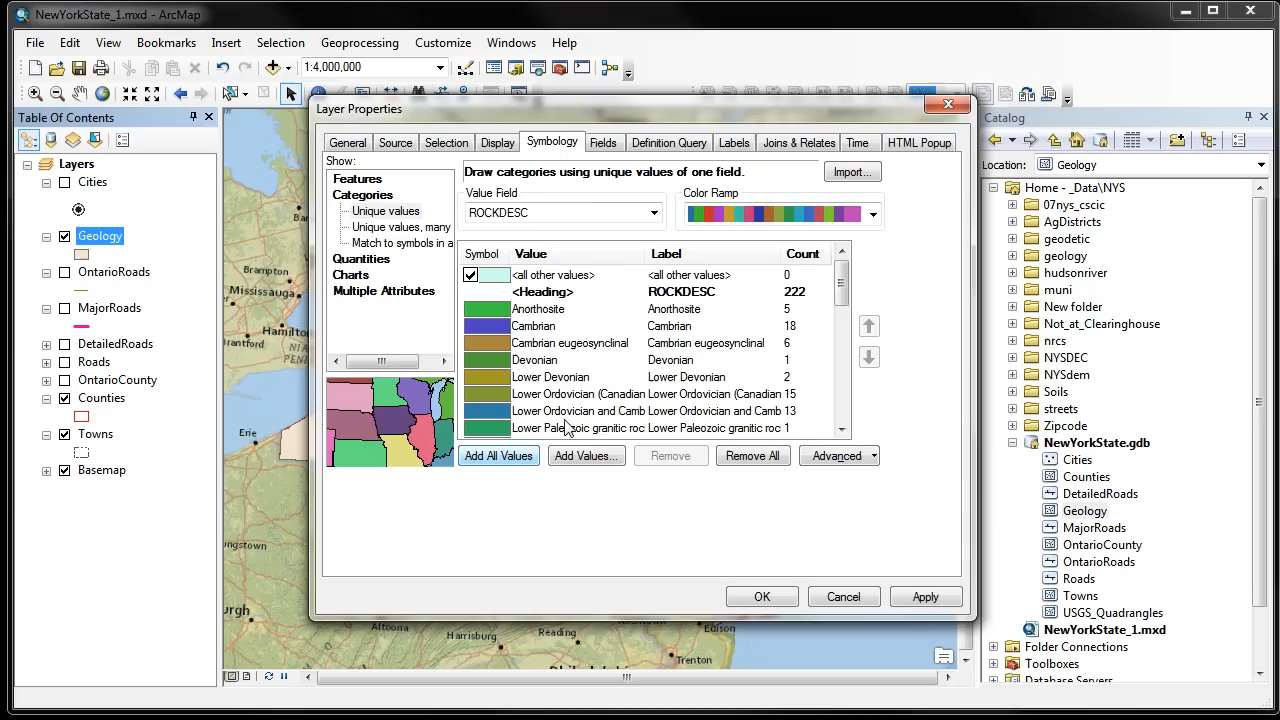 NewYorkState_1.mxd - ArcMap
File Edit View Bookmarks Insert Selection Geoprocessing Customize Windows Help
1:4,000,000
Table Of Contents
Layers
Cities
Geology
OntarioRoads
MajorRoads
DetailedRoads
Roads
OntarioCounty
Counties
Towns
Basemap
Brampton
Mississauga
Hamilton
Brantford
Erie
Altoona
Harrisburg
Reading
Trenton
Edison
Layer Properties
General Source Selection Display Symbology Fields Definition Query Labels Joins & Relates Time HTML Popup
Show:
Features
Categories
Unique values
Unique values, many
Match to symbols in a
Quantities
Charts
Multiple Attributes
Draw categories using unique values of one field.
Import...
Value Field
ROCKDESC
Color Ramp
Symbol Value Label Count
<all other values> <all other values> 0
<Heading> ROCKDESC 222
Anorthosite Anorthosite 5
Cambrian Cambrian 18
Cambrian eugeosynclinal Cambrian eugeosynclinal 6
Devonian Devonian 1
Lower Devonian Lower Devonian 2
Lower Ordovician (Canadian Lower Ordovician (Canadian 15
Lower Ordovician and Camb Lower Ordovician and Camb 13
Lower Paleozoic granitic roc Lower Paleozoic granitic roc 1
Add All Values Add Values... Remove Remove All Advanced
OK Cancel Apply
Catalog
Location: Geology
Home - _Data\NYS
07nys_cscic
AgDistricts
geodetic
geology
hudsonriver
muni
New folder
Not_at_Clearinghouse
nrcs
NYSDEC
NYSdem
Soils
streets
Zipcode
NewYorkState.gdb
Cities
Counties
DetailedRoads
Geology
MajorRoads
OntarioCounty
OntarioRoads
Roads
Towns
USGS_Quadrangles
NewYorkState_1.mxd
Folder Connections
Toolboxes
Database Servers